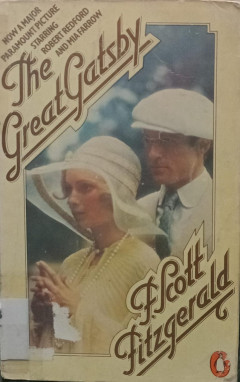 NOW A MAJOR
PARAMOUNT PICTURE
STARRING
ROBERT REDFORD
AND MIA FARROW
The
Great Gatsby
F. Scott
Fitzgerald